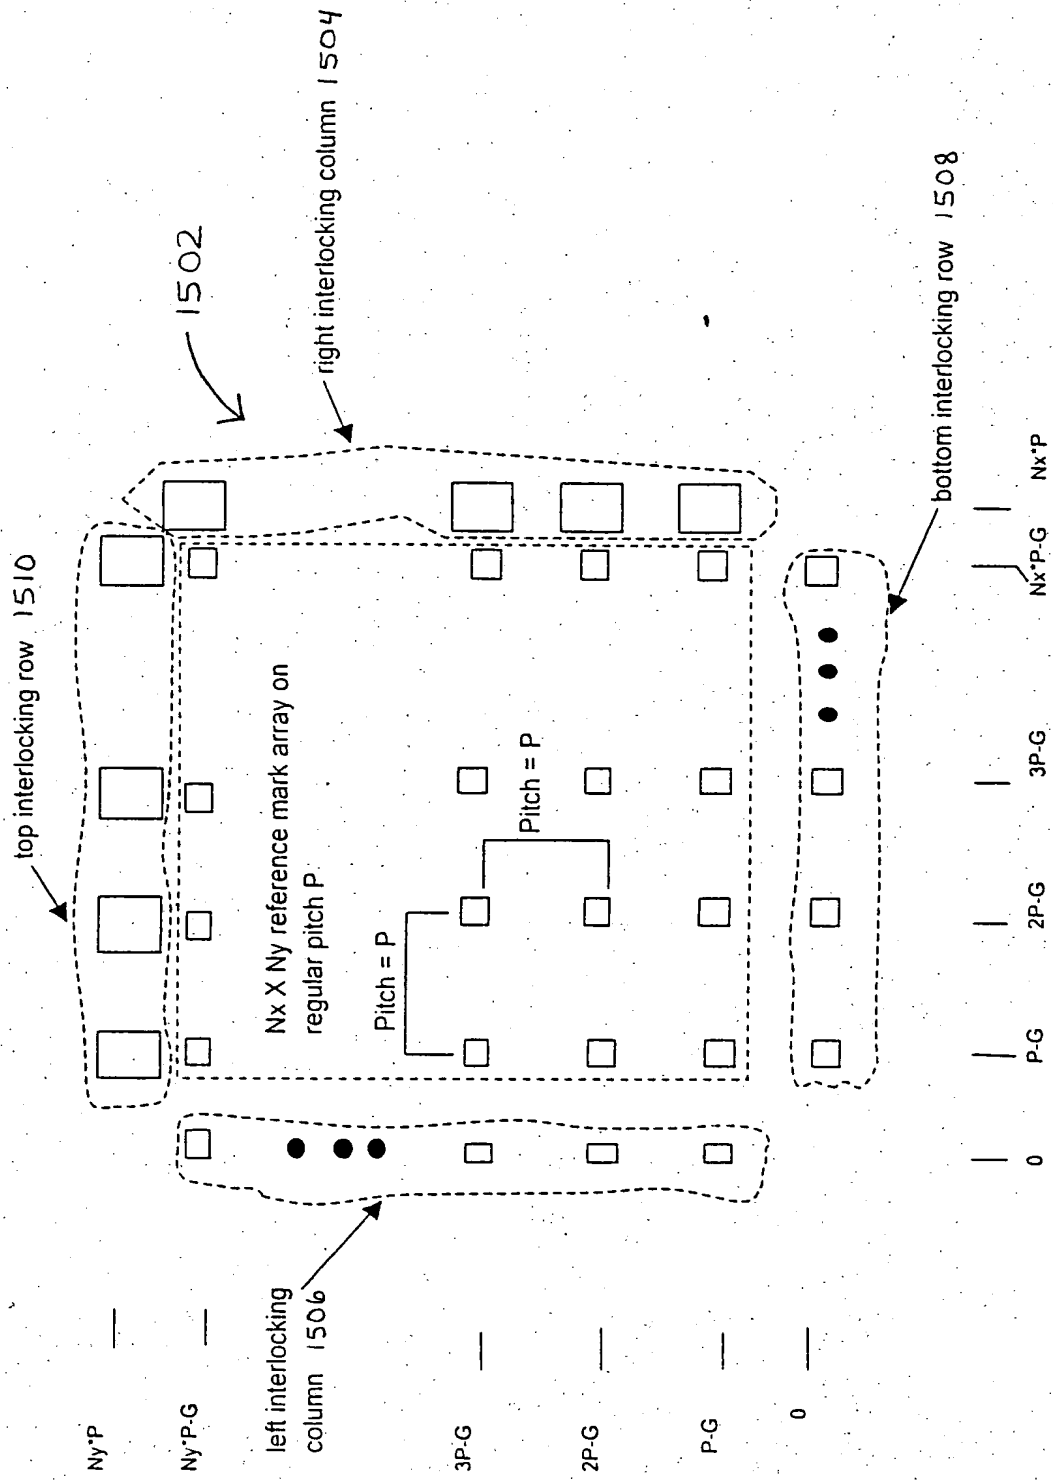 top interlocking row 1510
1502
right interlocking column 1504
Nx X Ny reference mark array on
regular pitch P
Pitch = P
Pitch = P
left interlocking
column 1506
bottom interlocking row 1508
Ny*P
Ny*P-G
3P-G
2P-G
P-G
0
0
P-G
2P-G
3P-G
Nx*P-G
Nx*P